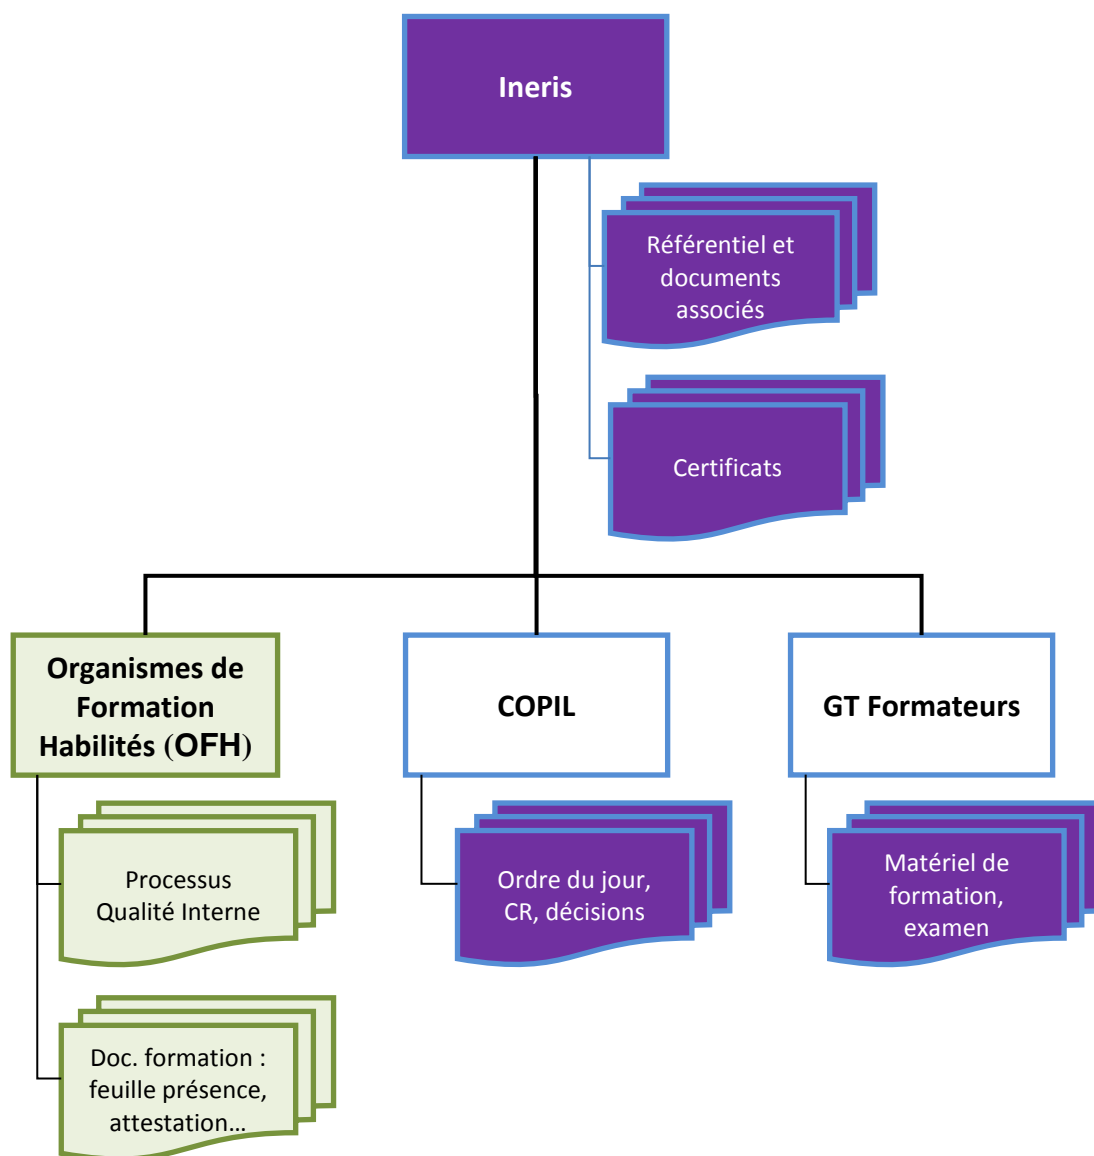 Ineris
Référentiel et
documents
associés
Certificats
Organismes de
Formation
Habilités (OFH)
COPIL
GT Formateurs
Processus
Qualité Interne
Ordre du jour,
CR, décisions
Matériel de
formation,
examen
Doc. formation :
feuille présence,
attestation…